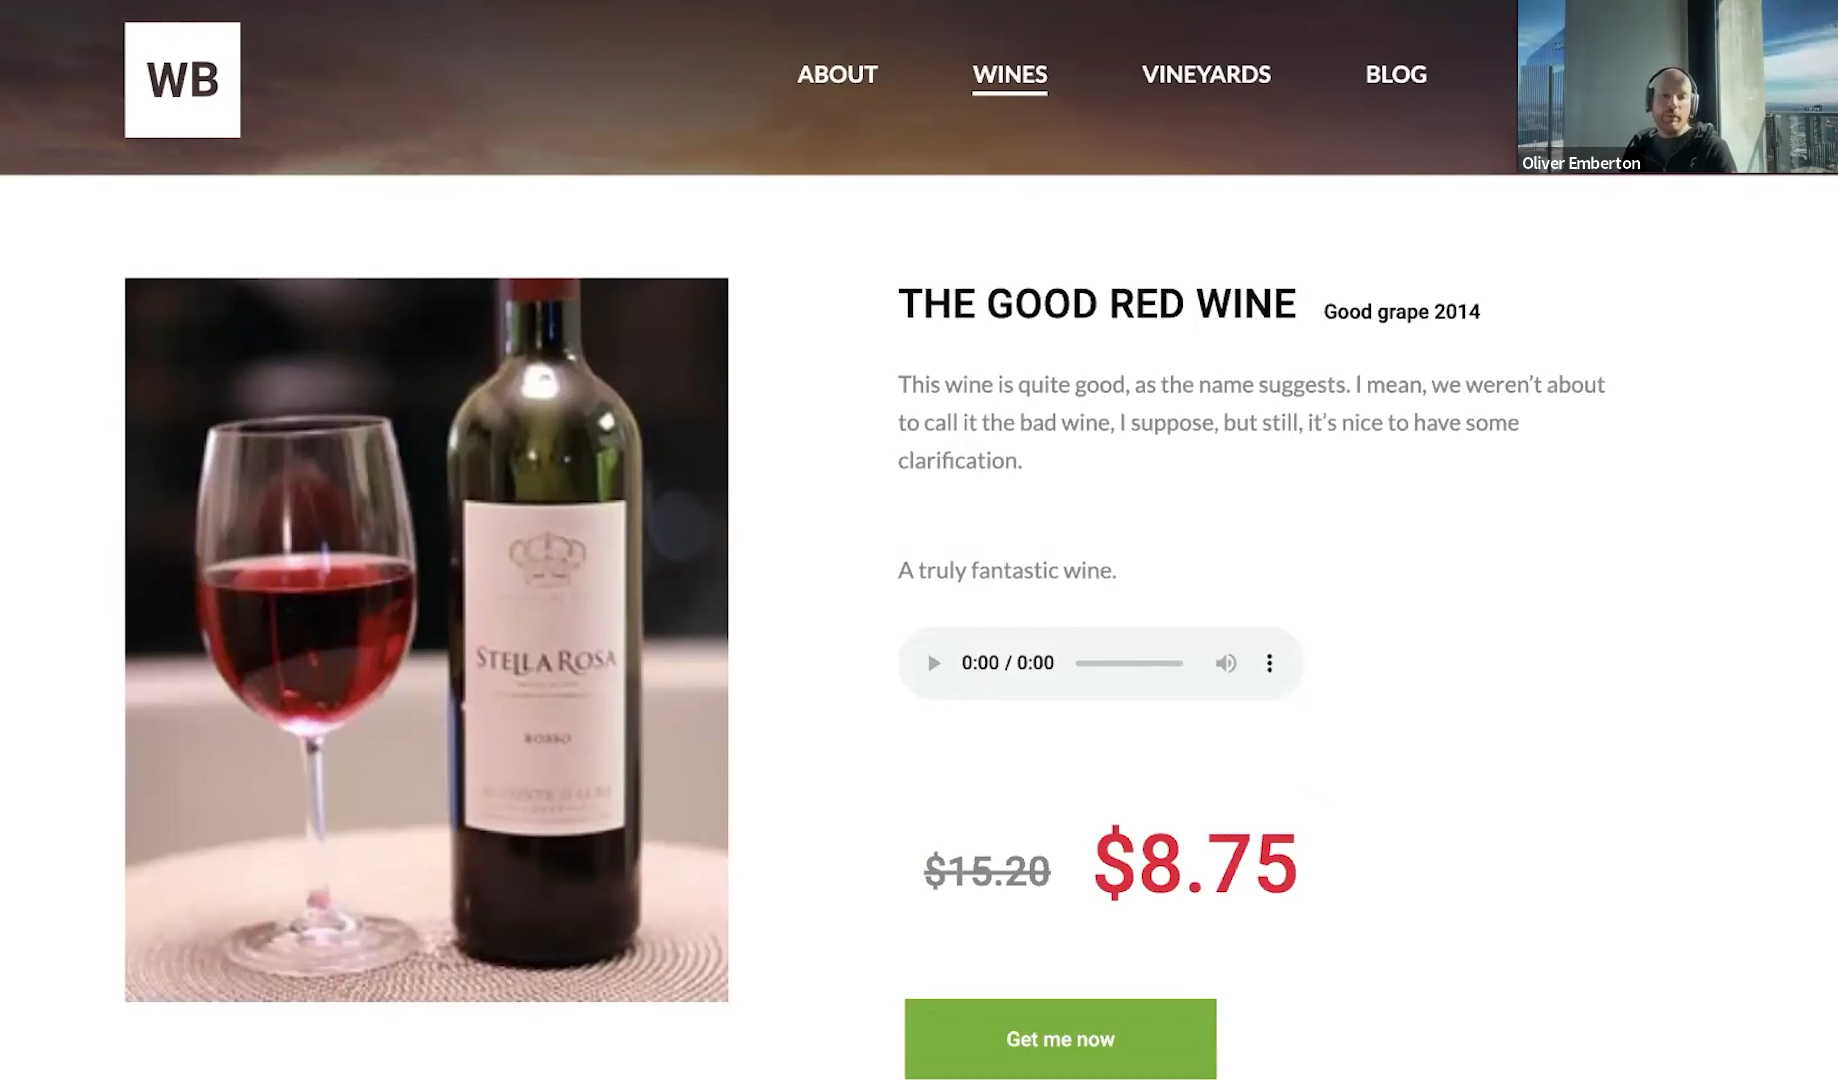 WB
ABOUT
WINES
VINEYARDS
BLOG
Oliver Emberton
THE GOOD RED WINE
Good grape 2014
This wine is quite good, as the name suggests. I mean, we weren’t about
to call it the bad wine, I suppose, but still, it’s nice to have some
clarification.
A truly fantastic wine.
0:00 / 0:00
STELLA ROSA
ROSSO
$15.20
$8.75
Get me now